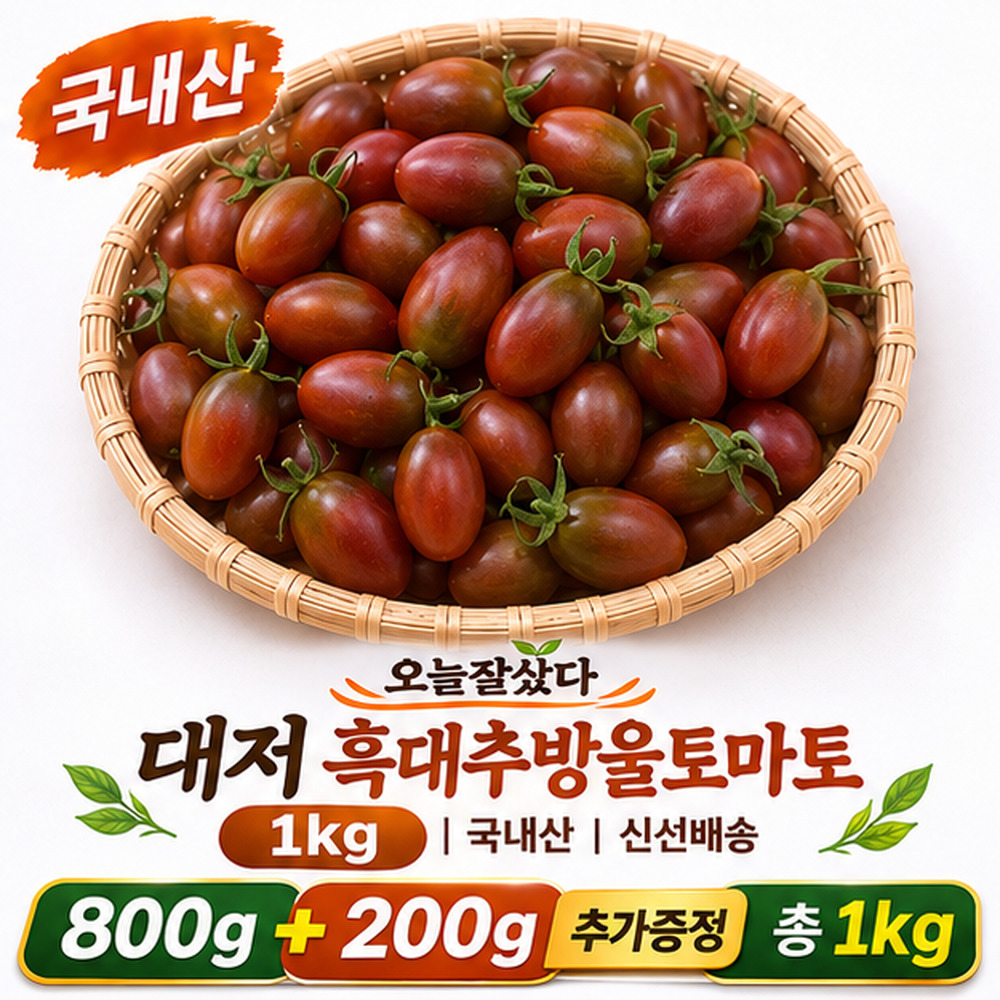 국내산
오늘잘샀다
대저 흑대추방울토마토
1kg | 국내산 | 신선배송
800g + 200g 추가증정 총 1kg